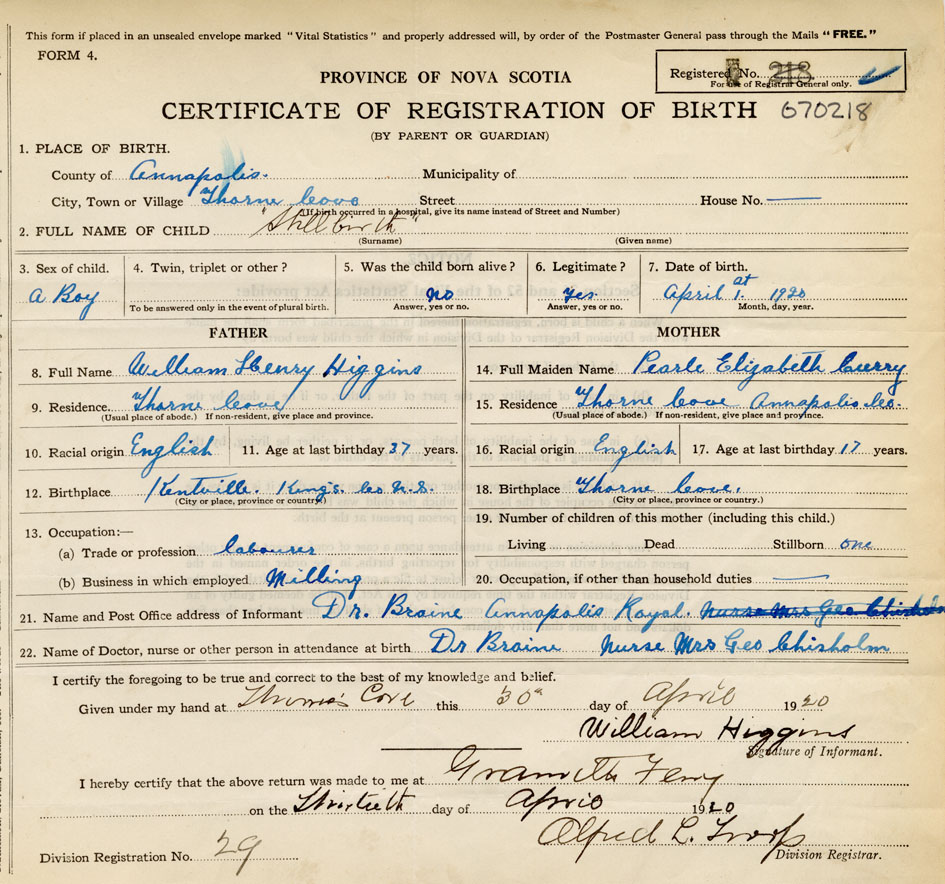 This form if placed in an unsealed envelope marked "Vital Statistics" and properly addressed will, by order of the Postmaster General pass through the Mails "FREE."
FORM 4.
Registered No. 218
For use of Registrar General only.
PROVINCE OF NOVA SCOTIA
CERTIFICATE OF REGISTRATION OF BIRTH 670218
(BY PARENT OR GUARDIAN)
1. PLACE OF BIRTH.
County of Annapolis. Municipality of
City, Town or Village Thorne Cove Street House No. —
(If birth occurred in a hospital, give its name instead of Street and Number)
2. FULL NAME OF CHILD "Stillbirth"
(Surname) (Given name)
3. Sex of child. 4. Twin, triplet or other? 5. Was the child born alive? 6. Legitimate? 7. Date of birth.
A Boy No Yes. April 1st 1920
To be answered only in the event of plural birth. Answer, yes or no. Answer, yes or no. Month, day, year.
FATHER MOTHER
8. Full Name William Henry Higgins 14. Full Maiden Name Pearle Elizabeth Currry
9. Residence Thorne Cove 15. Residence Thorne Cove Annapolis Co.
(Usual place of abode.) If non-resident, give place and province. (Usual place of abode.) If non-resident, give place and province.
10. Racial origin English 11. Age at last birthday 37 years. 16. Racial origin English 17. Age at last birthday 17 years.
12. Birthplace Kentville. King's Co N.S. 18. Birthplace Thorne Cove.
(City or place, province or country.) (City or place, province or country.)
13. Occupation:— 19. Number of children of this mother (including this child.)
(a) Trade or profession labourer Living Dead Stillborn one
(b) Business in which employed Milling 20. Occupation, if other than household duties —
21. Name and Post Office address of Informant Dr. Braine Annapolis Royal. Nurse Mrs Geo Chisholm
22. Name of Doctor, nurse or other person in attendance at birth Dr Braine Nurse Mrs Geo Chisholm
I certify the foregoing to be true and correct to the best of my knowledge and belief.
Given under my hand at Cove this 30 day of April 1920
William Higgins
Signature of Informant.
I hereby certify that the above return was made to me at Ferry
on the Thirtieth day of April 1920
Alfred L. Troop
Division Registration No. 29 Division Registrar.